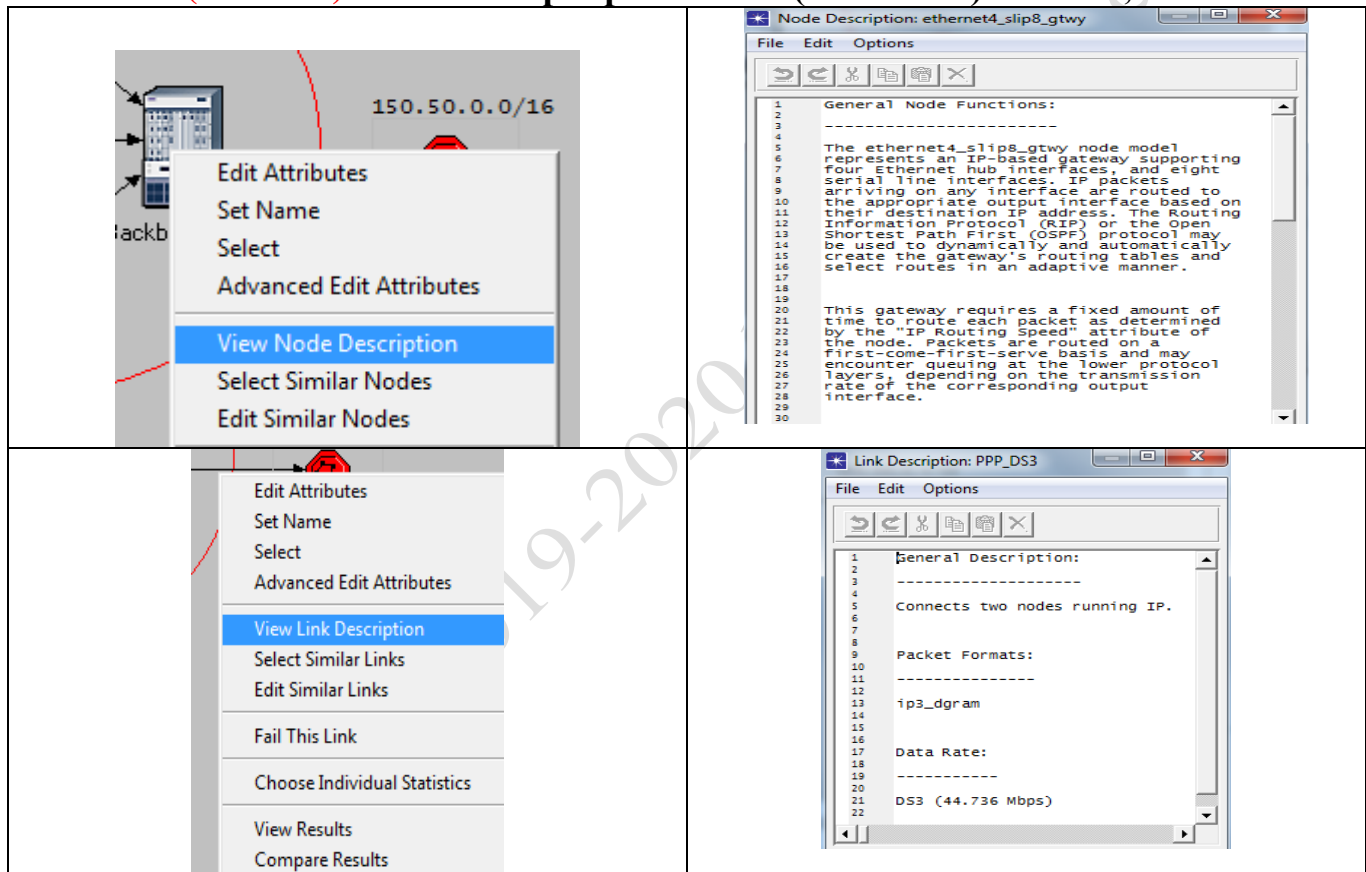 150.50.0.0/16
Edit Attributes
Set Name
Select
Advanced Edit Attributes
View Node Description
Select Similar Nodes
Edit Similar Nodes
Node Description: ethernet4_slip8_gtwy
File Edit Options
1 General Node Functions:
2
3 ------------------------
4
5 The ethernet4_slip8_gtwy node model
6 represents an IP-based gateway supporting
7 four Ethernet hub interfaces, and eight
8 serial line interfaces. IP packets
9 arriving on any interface are routed to
10 the appropriate output interface based on
11 their destination IP address. The Routing
12 Information Protocol (RIP) or the Open
13 Shortest Path First (OSPF) protocol may
14 be used to dynamically and automatically
15 create the gateway's routing tables and
16 select routes in an adaptive manner.
17
18
19
20 This gateway requires a fixed amount of
21 time to route each packet as determined
22 by the "IP Routing Speed" attribute of
23 the node. Packets are routed on a
24 first-come-first-serve basis and may
25 encounter queuing at the lower protocol
26 layers, depending on the transmission
27 rate of the corresponding output
28 interface.
29
30
Edit Attributes
Set Name
Select
Advanced Edit Attributes
View Link Description
Select Similar Links
Edit Similar Links
Fail This Link
Choose Individual Statistics
View Results
Compare Results
Link Description: PPP_DS3
File Edit Options
1 General Description:
2
3 ---------------------
4
5 Connects two nodes running IP.
6
7
8
9 Packet Formats:
10
11 ---------------
12
13 ip3_dgram
14
15
16
17 Data Rate:
18
19 -----------
20
21 DS3 (44.736 Mbps)
22